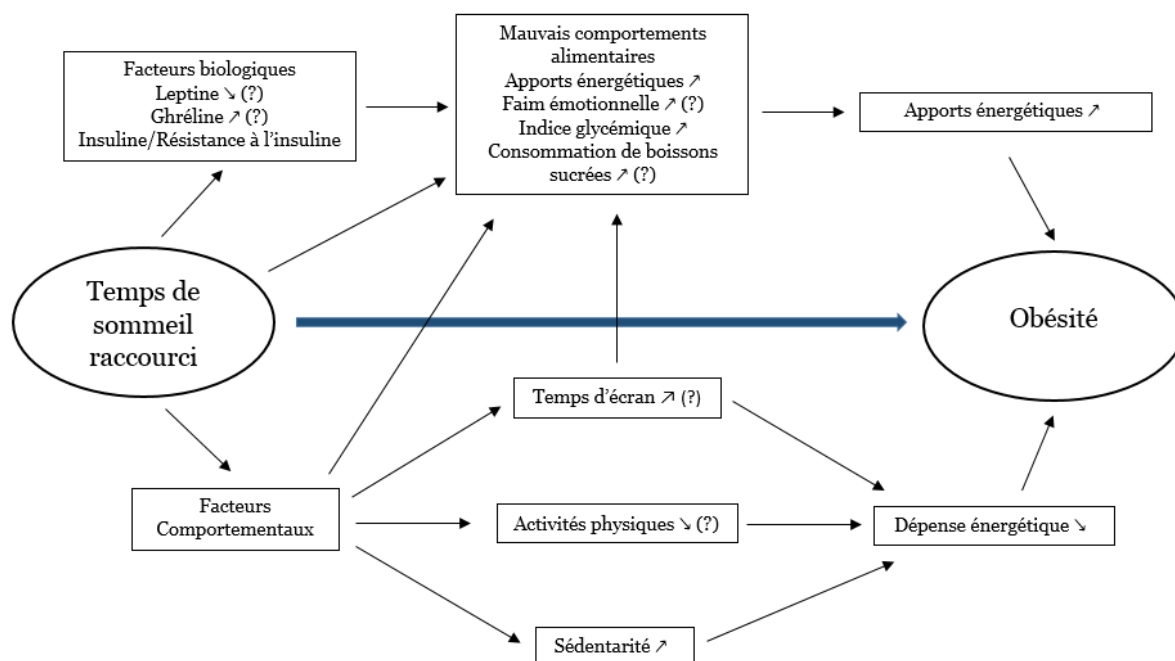 Mauvais comportements
alimentaires
Apports énergétiques ↗
Faim émotionnelle ↗ (?)
Indice glycémique ↗
Consommation de boissons
sucrées ↗ (?)
Facteurs biologiques
Leptine ↘ (?)
Ghréline ↗ (?)
Insuline/Résistance à l’insuline
Apports énergétiques ↗
Temps de
sommeil
raccourci
Obésité
Temps d’écran ↗ (?)
Facteurs
Comportementaux
Activités physiques ↘ (?)
Dépense énergétique ↘
Sédentarité ↗